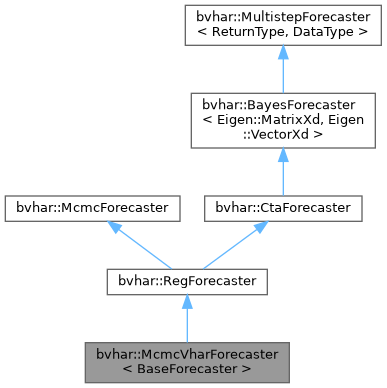 bvhar::MultistepForecaster
< ReturnType, DataType >
bvhar::BayesForecaster
< Eigen::MatrixXd, Eigen
::VectorXd >
bvhar::McmcForecaster
bvhar::CtaForecaster
bvhar::RegForecaster
bvhar::McmcVharForecaster
< BaseForecaster >